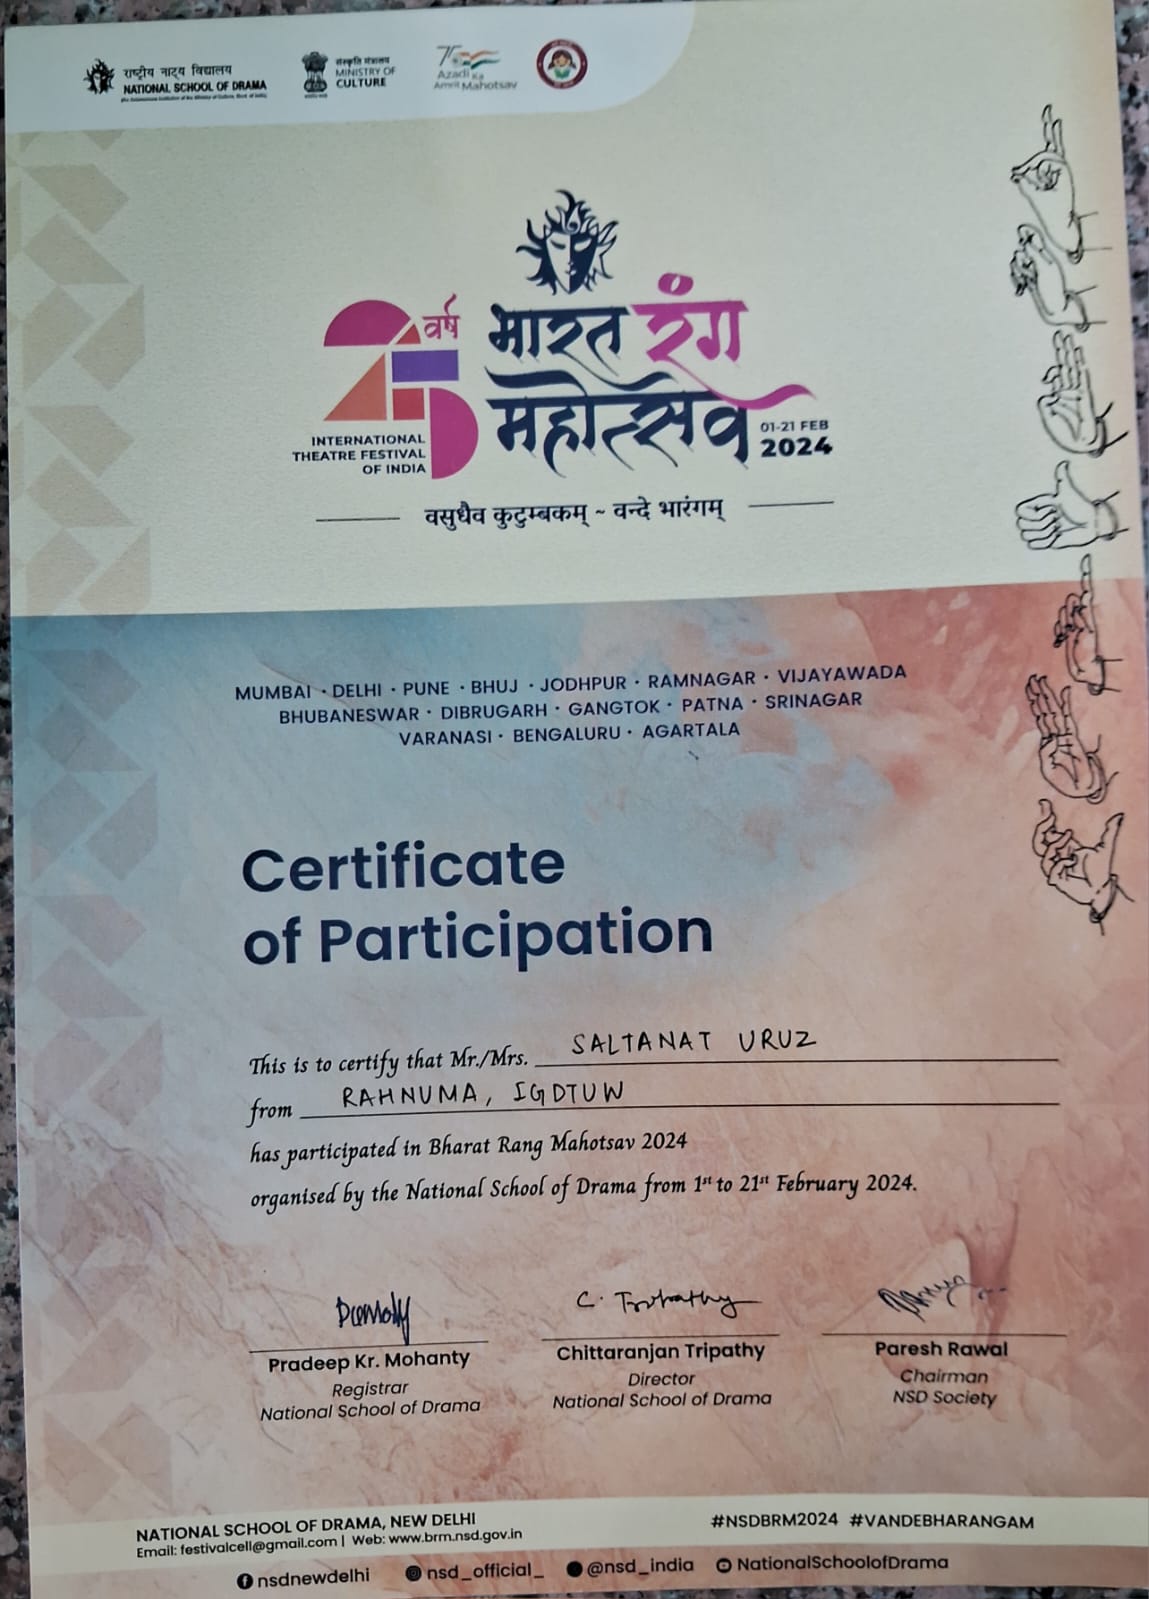 राष्ट्रीय नाट्य विद्यालय
NATIONAL SCHOOL OF DRAMA
संस्कृति मंत्रालय
MINISTRY OF
CULTURE
75
Azadi Ka
Amrit Mahotsav
25 वर्ष
भारत रंग
महोत्सव
01-21 FEB
2024
INTERNATIONAL
THEATRE FESTIVAL
OF INDIA
वसुधैव कुटुम्बकम् ~ वन्दे भारंगम्
MUMBAI · DELHI · PUNE · BHUJ · JODHPUR · RAMNAGAR · VIJAYAWADA
BHUBANESWAR · DIBRUGARH · GANGTOK · PATNA · SRINAGAR
VARANASI · BENGALURU · AGARTALA
Certificate
of Participation
This is to certify that Mr./Mrs. SALTANAT URUZ
from RAHNUMA, IGDTUW
has participated in Bharat Rang Mahotsav 2024
organised by the National School of Drama from 1st to 21st February 2024.
C. Tripathy
Pradeep Kr. Mohanty
Registrar
National School of Drama
Chittaranjan Tripathy
Director
National School of Drama
Paresh Rawal
Chairman
NSD Society
NATIONAL SCHOOL OF DRAMA, NEW DELHI
Email: festivalcell@gmail.com | Web: www.brm.nsd.gov.in
#NSDBRM2024 #VANDEBHARANGAM
nsdnewdelhi nsd_official_ @nsd_india NationalSchoolofDrama